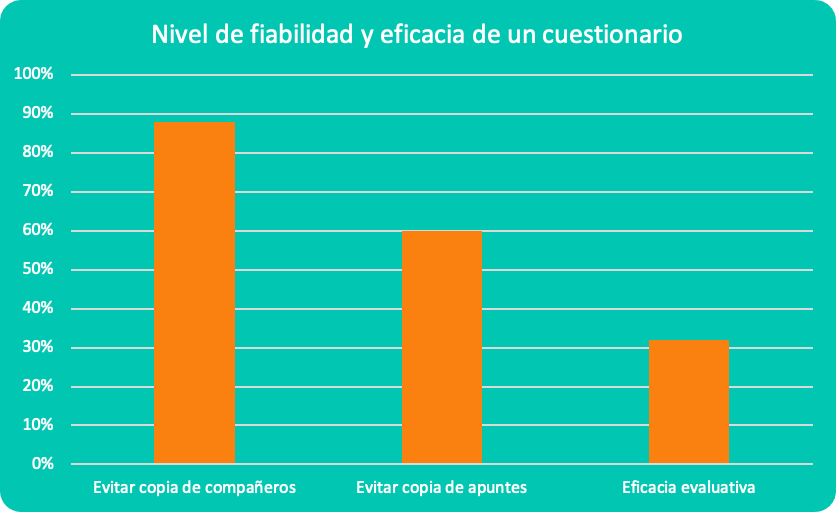 Nivel de fiabilidad y eficacia de un cuestionario
100%
90%
80%
70%
60%
50%
40%
30%
20%
10%
0%
Evitar copia de compañeros
Evitar copia de apuntes
Eficacia evaluativa